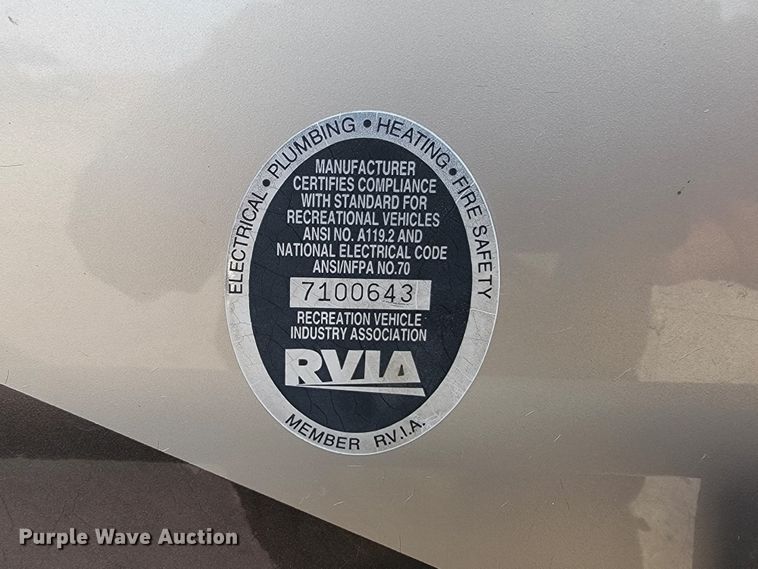 ELECTRICAL • PLUMBING • HEATING • FIRE SAFETY
MANUFACTURER
CERTIFIES COMPLIANCE
WITH STANDARD FOR
RECREATIONAL VEHICLES
ANSI NO. A119.2 AND
NATIONAL ELECTRICAL CODE
ANSI/NFPA NO.70
7100643
RECREATION VEHICLE
INDUSTRY ASSOCIATION
RVIA
MEMBER R.V.I.A.
Purple Wave Auction